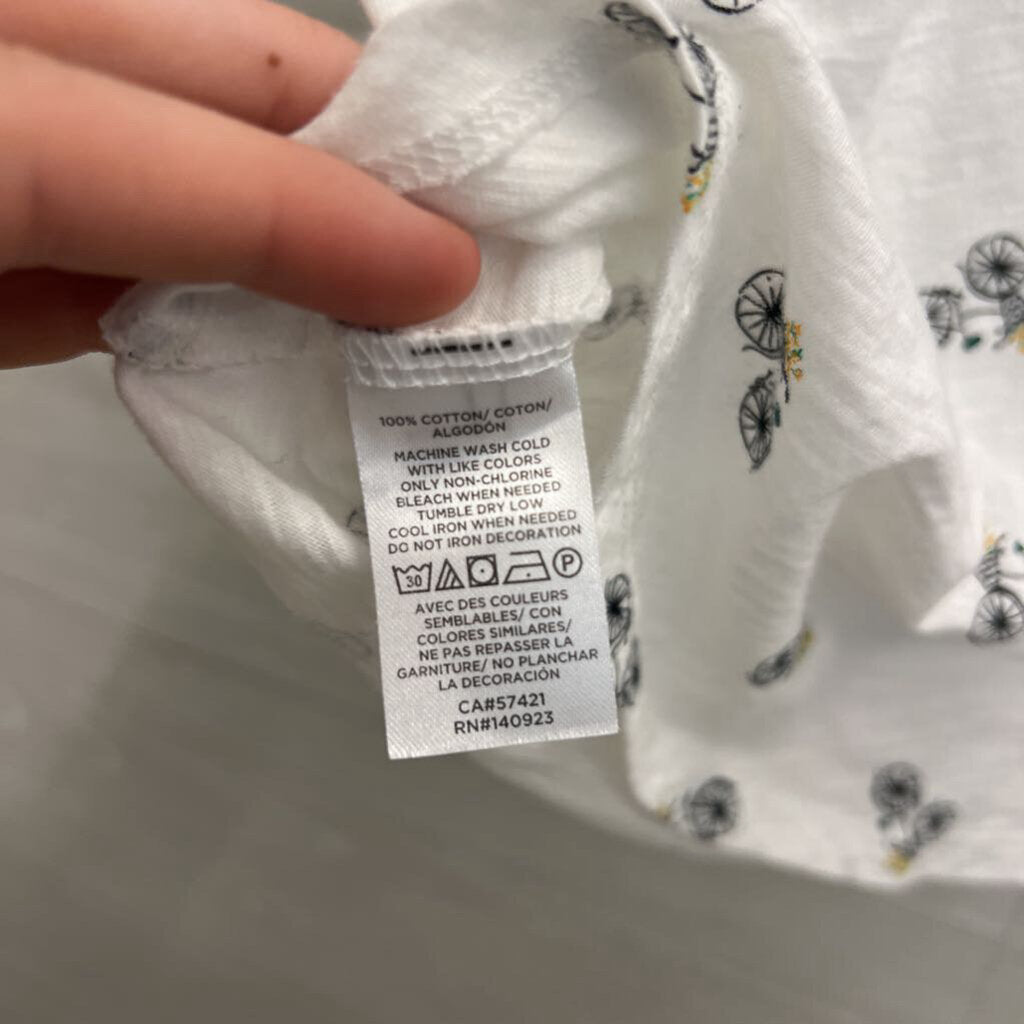 100% COTTON/ COTON/
ALGODÓN
MACHINE WASH COLD
WITH LIKE COLORS
ONLY NON-CHLORINE
BLEACH WHEN NEEDED
TUMBLE DRY LOW
COOL IRON WHEN NEEDED
DO NOT IRON DECORATION
30 P
AVEC DES COULEURS
SEMBLABLES/ CON
COLORES SIMILARES/
NE PAS REPASSER LA
GARNITURE/ NO PLANCHAR
LA DECORACIÓN
CA#57421
RN#140923